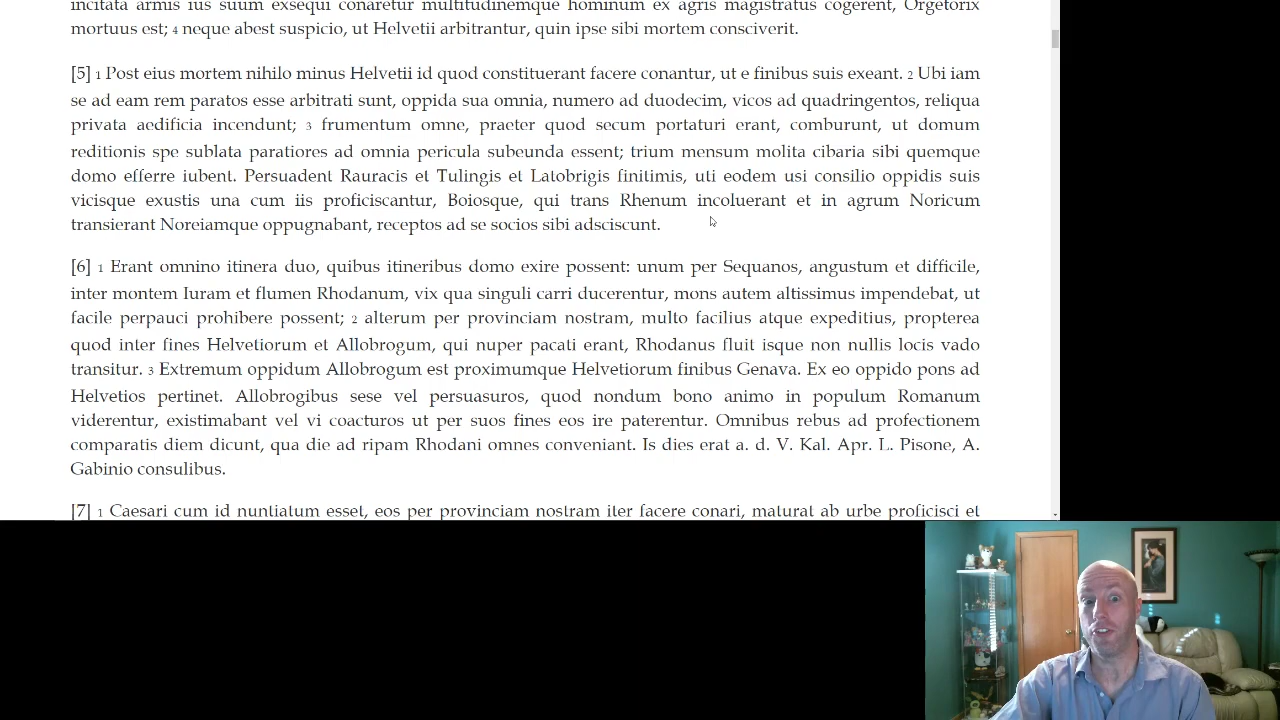 incitata armis ius suum exsequi conaretur multitudinemque hominum ex agris magistratus cogerent, Orgetorix
mortuus est; 4 neque abest suspicio, ut Helvetii arbitrantur, quin ipse sibi mortem consciverit.
[5] 1 Post eius mortem nihilo minus Helvetii id quod constituerant facere conantur, ut e finibus suis exeant. 2 Ubi iam
se ad eam rem paratos esse arbitrati sunt, oppida sua omnia, numero ad duodecim, vicos ad quadringentos, reliqua
privata aedificia incendunt; 3 frumentum omne, praeter quod secum portaturi erant, comburunt, ut domum
reditionis spe sublata paratiores ad omnia pericula subeunda essent; trium mensum molita cibaria sibi quemque
domo efferre iubent. Persuadent Rauracis et Tulingis et Latobrigis finitimis, uti eodem usi consilio oppidis suis
vicisque exustis una cum iis proficiscantur, Boiosque, qui trans Rhenum incoluerant et in agrum Noricum
transierant Noreiamque oppugnabant, receptos ad se socios sibi adsciscunt.
[6] 1 Erant omnino itinera duo, quibus itineribus domo exire possent: unum per Sequanos, angustum et difficile,
inter montem Iuram et flumen Rhodanum, vix qua singuli carri ducerentur, mons autem altissimus impendebat, ut
facile perpauci prohibere possent; 2 alterum per provinciam nostram, multo facilius atque expeditius, propterea
quod inter fines Helvetiorum et Allobrogum, qui nuper pacati erant, Rhodanus fluit isque non nullis locis vado
transitur. 3 Extremum oppidum Allobrogum est proximumque Helvetiorum finibus Genava. Ex eo oppido pons ad
Helvetios pertinet. Allobrogibus sese vel persuasuros, quod nondum bono animo in populum Romanum
viderentur, existimabant vel vi coacturos ut per suos fines eos ire paterentur. Omnibus rebus ad profectionem
comparatis diem dicunt, qua die ad ripam Rhodani omnes conveniant. Is dies erat a. d. V. Kal. Apr. L. Pisone, A.
Gabinio consulibus.
[7] 1 Caesari cum id nuntiatum esset, eos per provinciam nostram iter facere conari, maturat ab urbe proficisci et